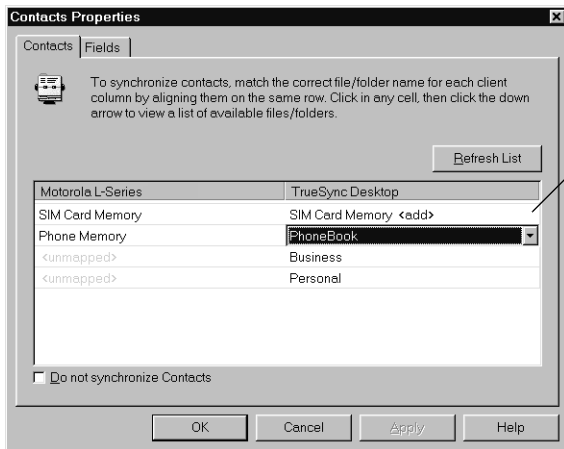 Contacts Properties
Contacts Fields
To synchronize contacts, match the correct file/folder name for each client
column by aligning them on the same row. Click in any cell, then click the down
arrow to view a list of available files/folders.
Refresh List
Motorola L-Series TrueSync Desktop
SIM Card Memory SIM Card Memory <add>
Phone Memory PhoneBook
<unmapped> Business
<unmapped> Personal
Do not synchronize Contacts
OK Cancel Apply Help